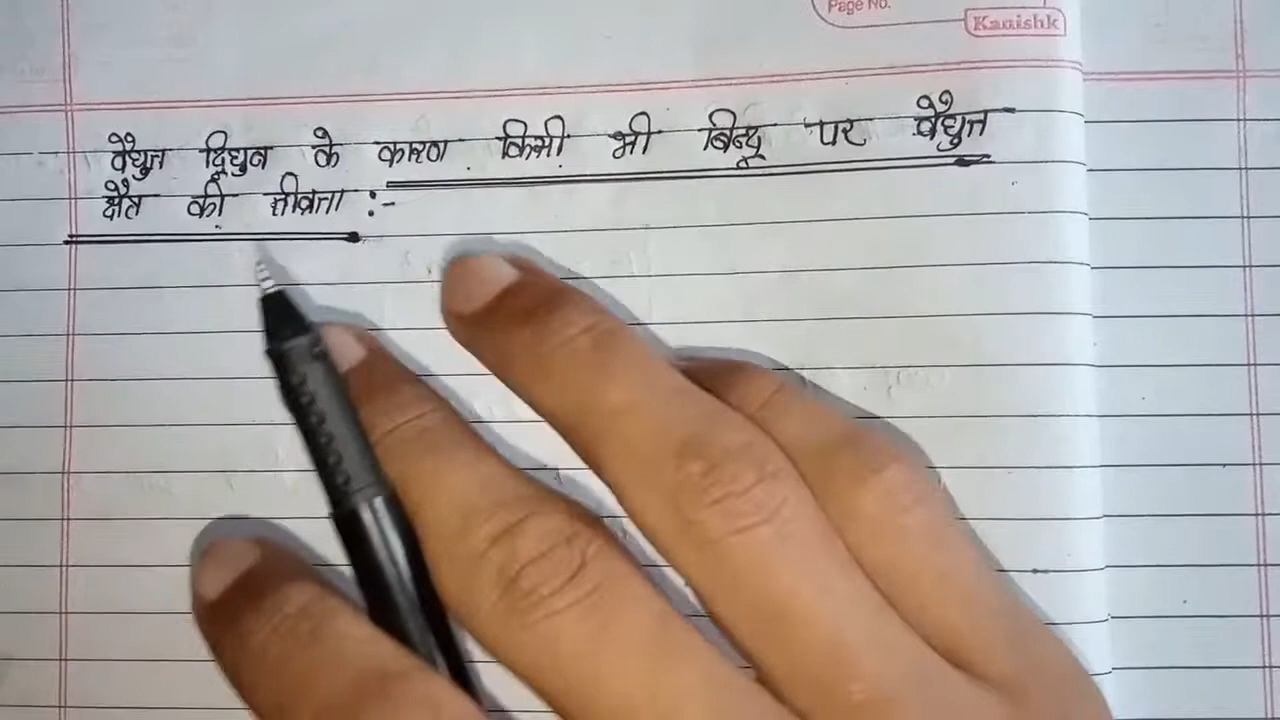 Page No.
Kanishk
वैधुत द्विधुव के कारण किसी भी बिन्दू पर वैधुत
क्षेत की तीव्रता :-